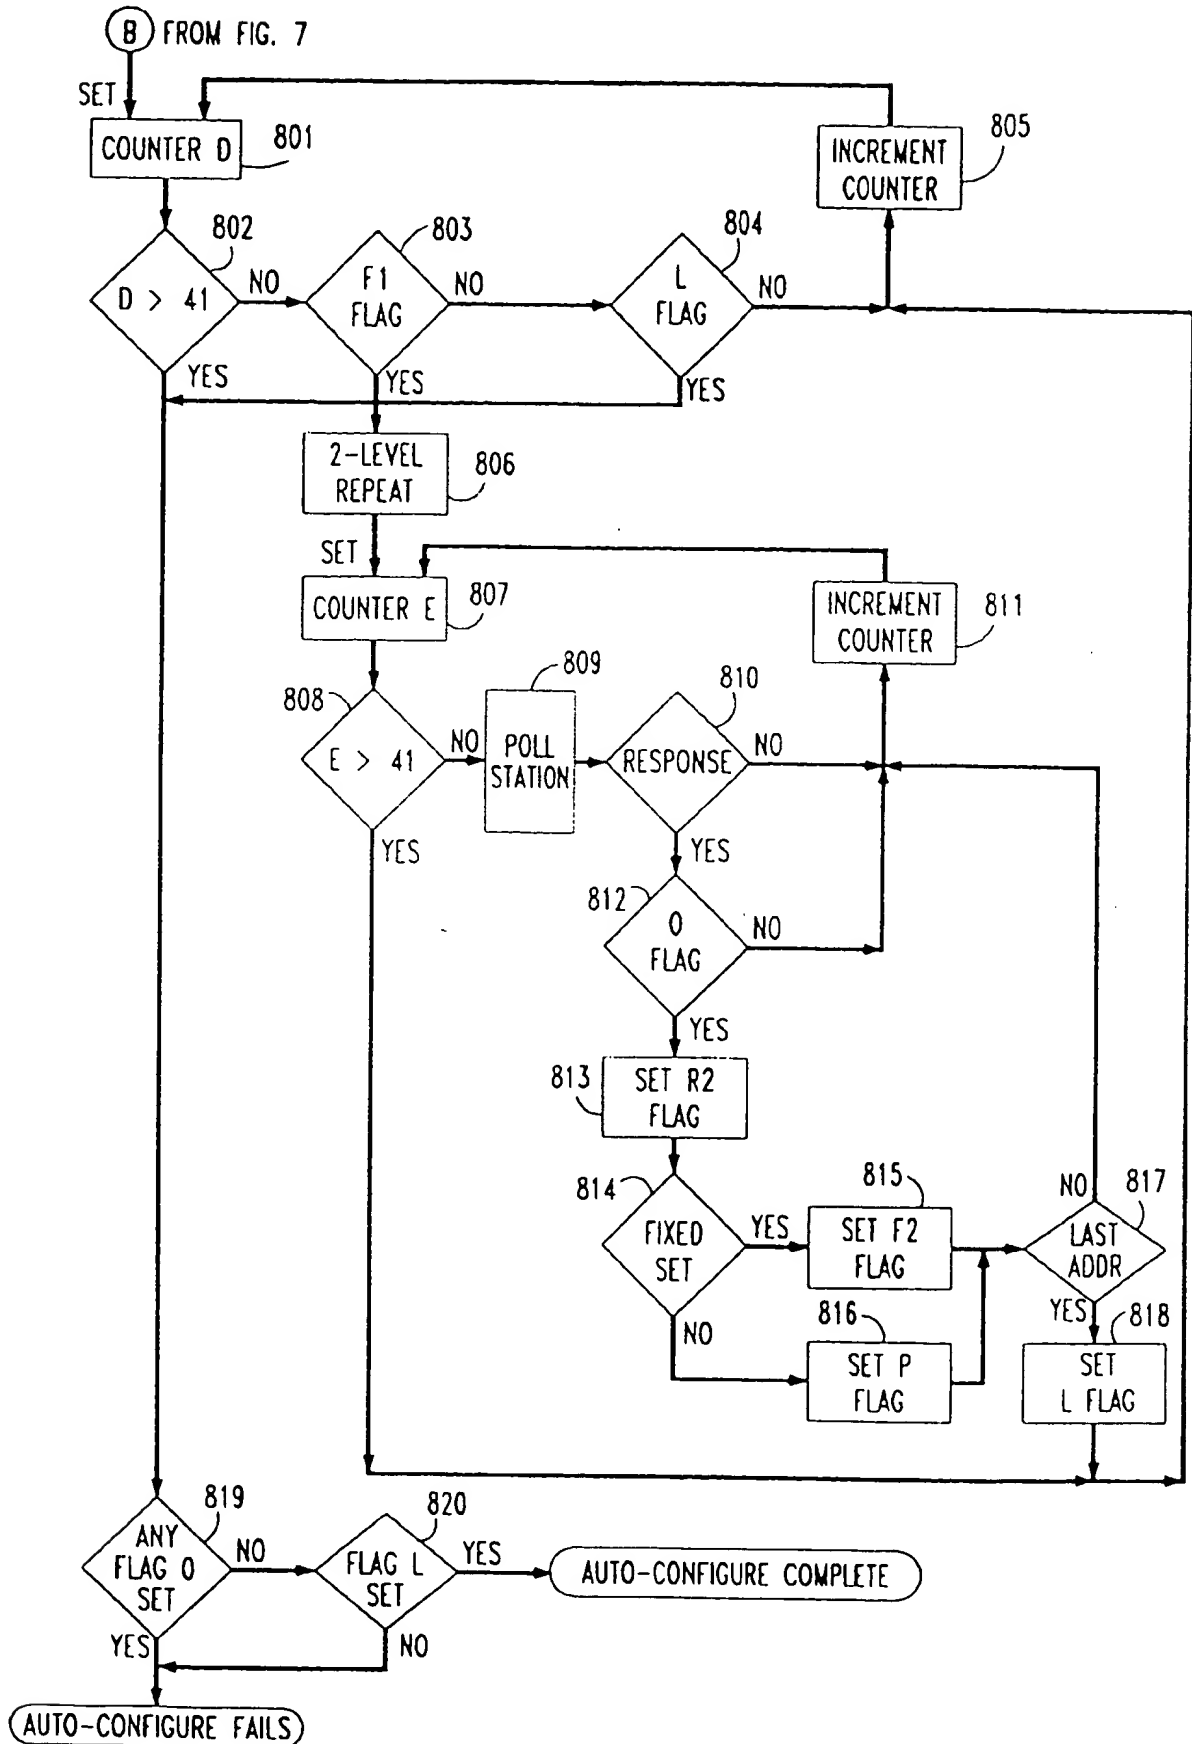 8 FROM FIG. 7
SET
COUNTER D
801
INCREMENT
COUNTER
805
802
D > 41
NO
YES
803
F1
FLAG
NO
YES
804
L
FLAG
NO
YES
2-LEVEL
REPEAT
806
SET
COUNTER E
807
INCREMENT
COUNTER
811
808
E > 41
NO
YES
809
POLL
STATION
810
RESPONSE
NO
YES
812
O
FLAG
NO
YES
813
SET R2
FLAG
814
FIXED
SET
YES
NO
815
SET F2
FLAG
816
SET P
FLAG
817
LAST
ADDR
NO
YES
818
SET
L FLAG
819
ANY
FLAG O
SET
NO
YES
820
FLAG L
SET
YES
NO
AUTO-CONFIGURE COMPLETE
AUTO-CONFIGURE FAILS